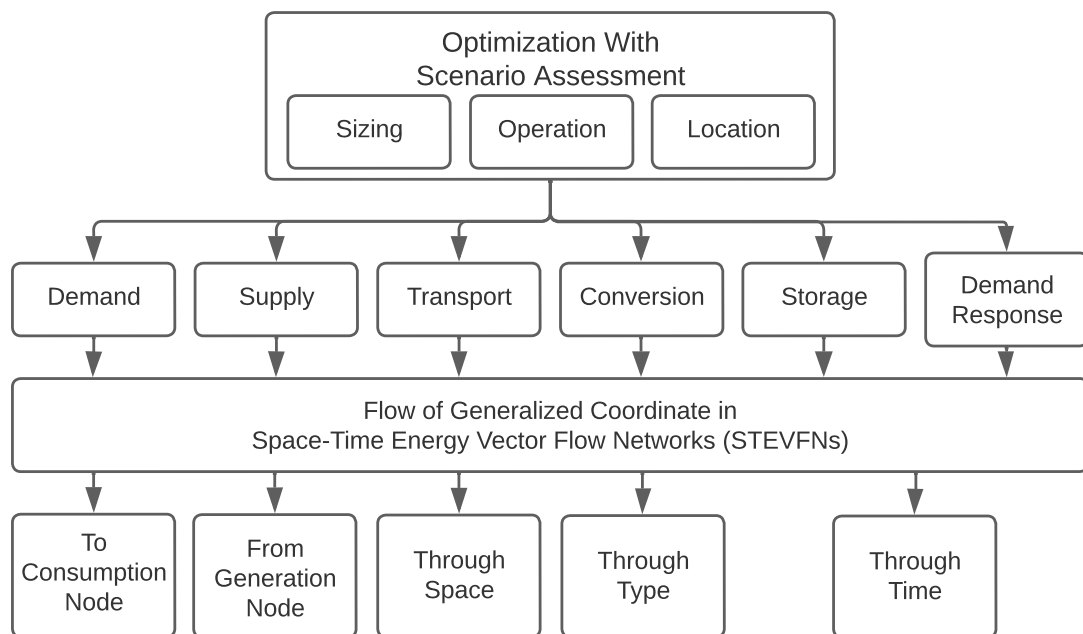 Optimization With
Scenario Assessment
Sizing
Operation
Location
Demand
Supply
Transport
Conversion
Storage
Demand
Response
Flow of Generalized Coordinate in
Space-Time Energy Vector Flow Networks (STEVFNs)
To
Consumption
Node
From
Generation
Node
Through
Space
Through
Type
Through
Time